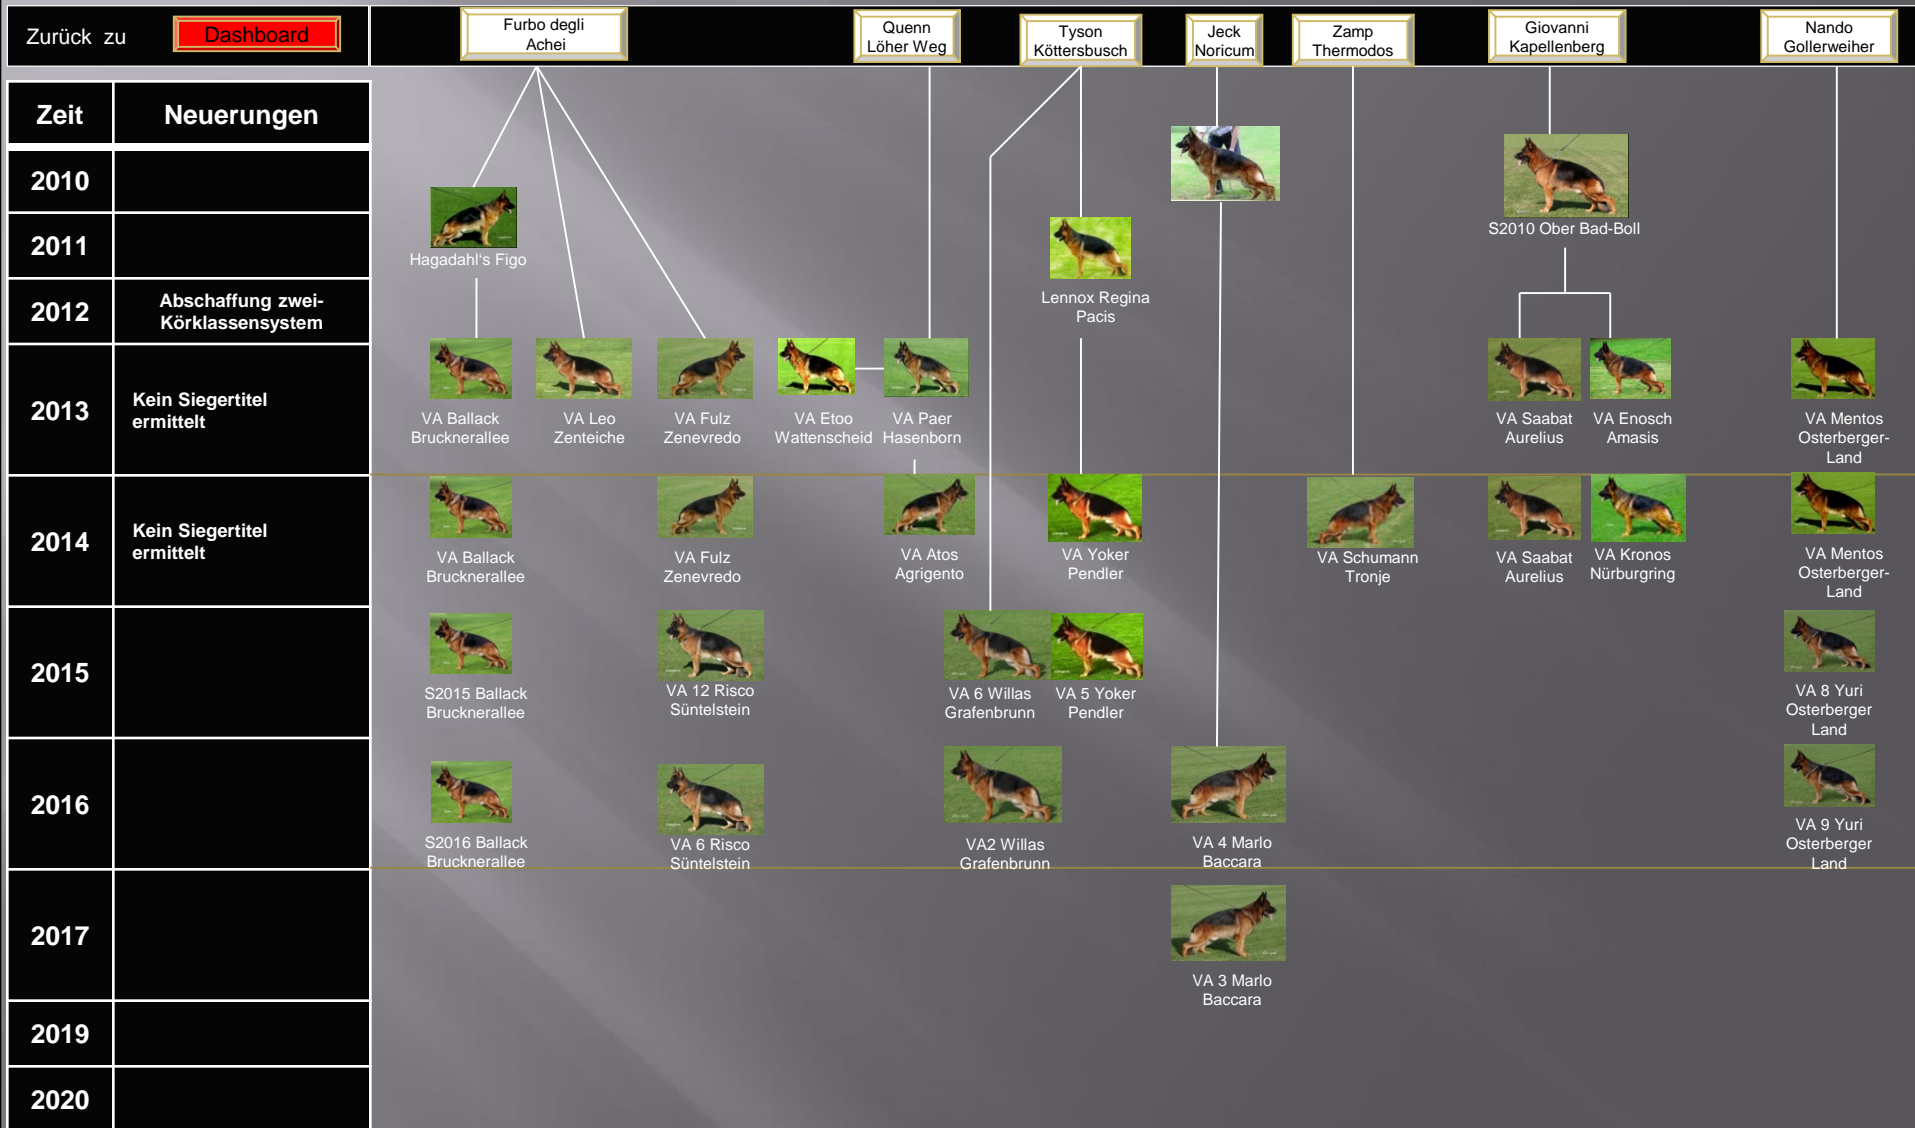 Zurück zu
Dashboard
Furbo degli
Achei
Quenn
Löher Weg
Tyson
Köttersbusch
Jeck
Noricum
Zamp
Thermodos
Giovanni
Kapellenberg
Nando
Gollerweiher
Zeit
Neuerungen
2010
S2010 Ober Bad-Boll
2011
Hagadahl's Figo
2012
Abschaffung zwei-
Körklassensystem
Lennox Regina
Pacis
2013
Kein Siegertitel
ermittelt
VA Ballack
Brucknerallee
VA Leo
Zenteiche
VA Fulz
Zenevredo
VA Etoo
Wattenscheid
VA Paer
Hasenborn
VA Saabat
Aurelius
VA Enosch
Amasis
VA Mentos
Osterberger-
Land
2014
Kein Siegertitel
ermittelt
VA Ballack
Brucknerallee
VA Fulz
Zenevredo
VA Atos
Agrigento
VA Yoker
Pendler
VA Schumann
Tronje
VA Saabat
Aurelius
VA Kronos
Nürburgring
VA Mentos
Osterberger-
Land
2015
S2015 Ballack
Brucknerallee
VA 12 Risco
Süntelstein
VA 6 Willas
Grafenbrunn
VA 5 Yoker
Pendler
VA 8 Yuri
Osterberger
Land
2016
S2016 Ballack
Brucknerallee
VA 6 Risco
Süntelstein
VA2 Willas
Grafenbrunn
VA 4 Marlo
Baccara
VA 9 Yuri
Osterberger
Land
2017
VA 3 Marlo
Baccara
2019
2020